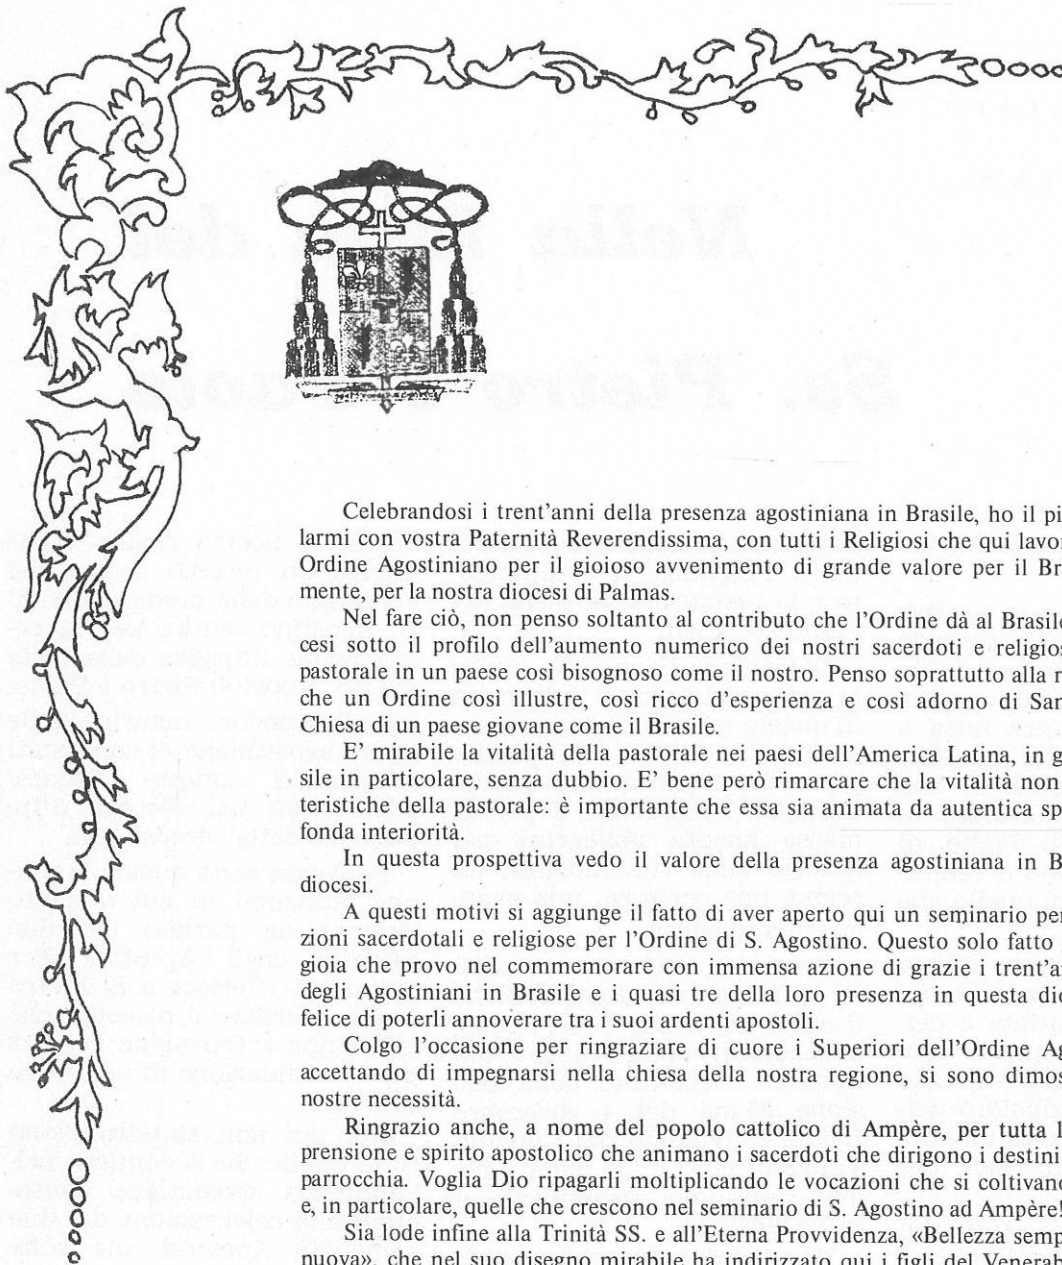 Celebrandosi i trent'anni della presenza agostiniana in Brasile, ho il pi
larmi con vostra Paternità Reverendissima, con tutti i Religiosi che qui lavor
Ordine Agostiniano per il gioioso avvenimento di grande valore per il Br
mente, per la nostra diocesi di Palmas.
Nel fare ciò, non penso soltanto al contributo che l'Ordine dà al Brasile
cesi sotto il profilo dell'aumento numerico dei nostri sacerdoti e religios
pastorale in un paese così bisognoso come il nostro. Penso soprattutto alla r
che un Ordine così illustre, così ricco d'esperienza e così adorno di San
Chiesa di un paese giovane come il Brasile.
E' mirabile la vitalità della pastorale nei paesi dell'America Latina, in g
sile in particolare, senza dubbio. E' bene però rimarcare che la vitalità non
teristiche della pastorale: è importante che essa sia animata da autentica sp
fonda interiorità.
In questa prospettiva vedo il valore della presenza agostiniana in B
diocesi.
A questi motivi si aggiunge il fatto di aver aperto qui un seminario per
zioni sacerdotali e religiose per l'Ordine di S. Agostino. Questo solo fatto
gioia che provo nel commemorare con immensa azione di grazie i trent'a
degli Agostiniani in Brasile e i quasi tre della loro presenza in questa dio
felice di poterli annoverare tra i suoi ardenti apostoli.
Colgo l'occasione per ringraziare di cuore i Superiori dell'Ordine Ag
accettando di impegnarsi nella chiesa della nostra regione, si sono dimos
nostre necessità.
Ringrazio anche, a nome del popolo cattolico di Ampère, per tutta l
prensione e spirito apostolico che animano i sacerdoti che dirigono i destini
parrocchia. Voglia Dio ripagarli moltiplicando le vocazioni che si coltivano
e, in particolare, quelle che crescono nel seminario di S. Agostino ad Ampère!
Sia lode infine alla Trinità SS. e all'Eterna Provvidenza, «Bellezza semp
nuova», che nel suo disegno mirabile ha indirizzato qui i figli del Venerab